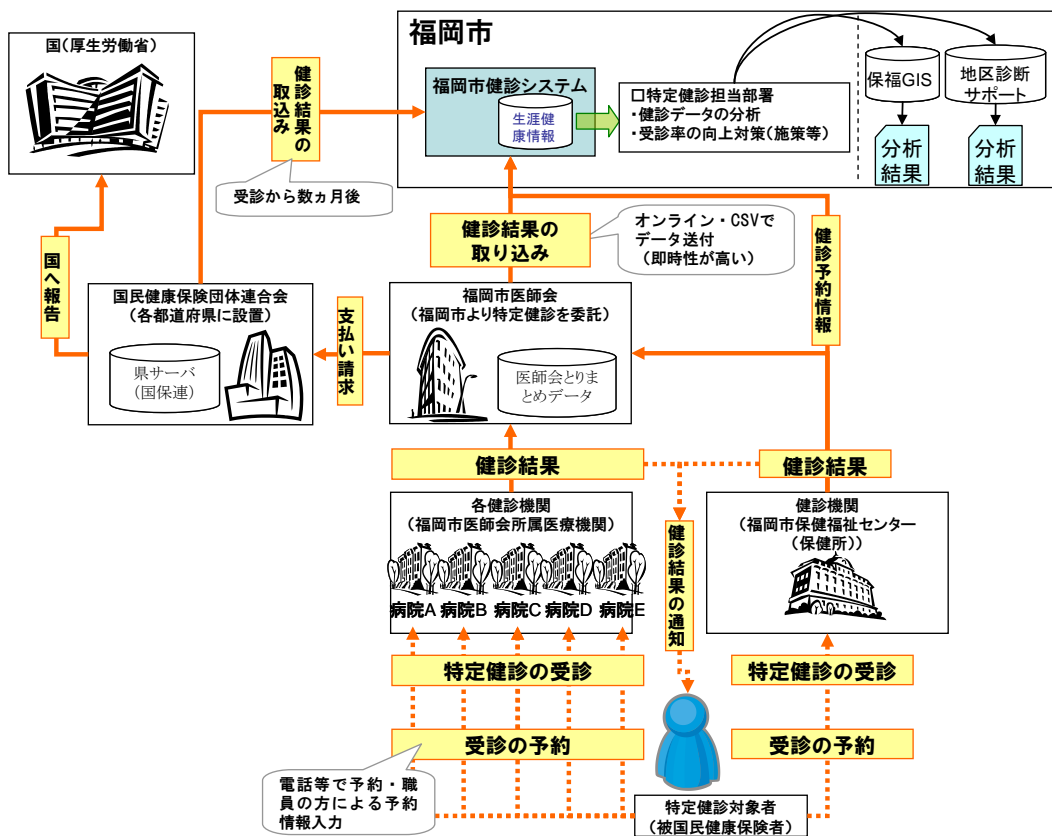 福岡市
国(厚生労働省)
健診結果の
取込み
福岡市健診システム
生涯健
康情報
□特定健診担当部署
・健診データの分析
・受診率の向上対策(施策等)
保福GIS
地区診断
サポート
分析
結果
分析
結果
受診から数ヵ月後
健診結果の
取り込み
オンライン・CSVで
データ送付
(即時性が高い)
健診予約情報
国へ報告
国民健康保険団体連合会
(各都道府県に設置)
県サーバ
(国保連)
支払い請求
福岡市医師会
(福岡市より特定健診を委託)
医師会とりま
とめデータ
健診結果
健診結果
各健診機関
(福岡市医師会所属医療機関)
病院A 病院B 病院C 病院D 病院E
健診結果の通知
健診機関
(福岡市保健福祉センター
(保健所))
特定健診の受診
特定健診の受診
受診の予約
受診の予約
電話等で予約・職
員の方による予約
情報入力
特定健診対象者
(被国民健康保険者)